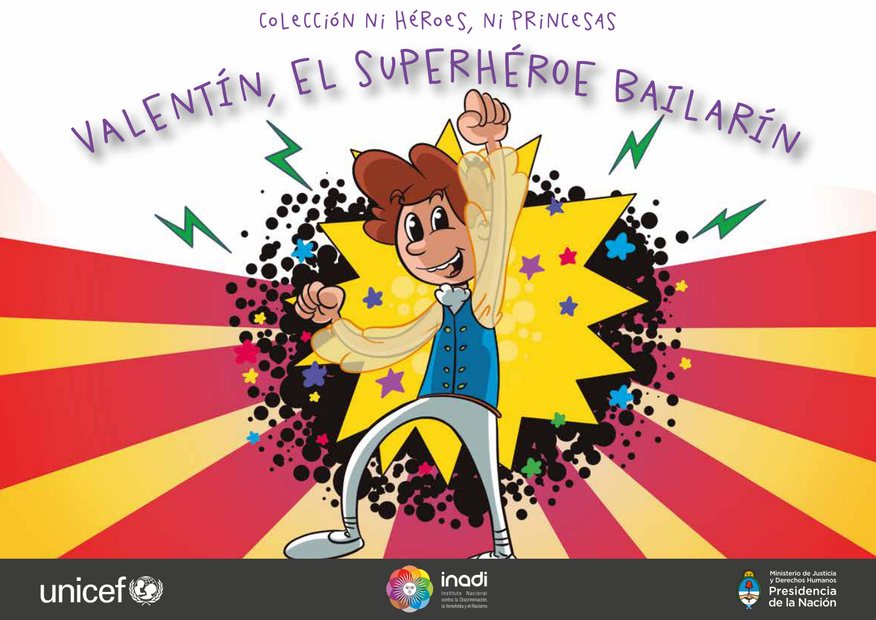 Colección Ni Héroes, Ni Princesas
VALENTÍN, EL SUPERHÉROE BAILARÍN
unicef
inadi
Instituto Nacional
contra la Discriminación,
la Xenofobia y el Racismo
Ministerio de Justicia
y Derechos Humanos
Presidencia
de la Nación